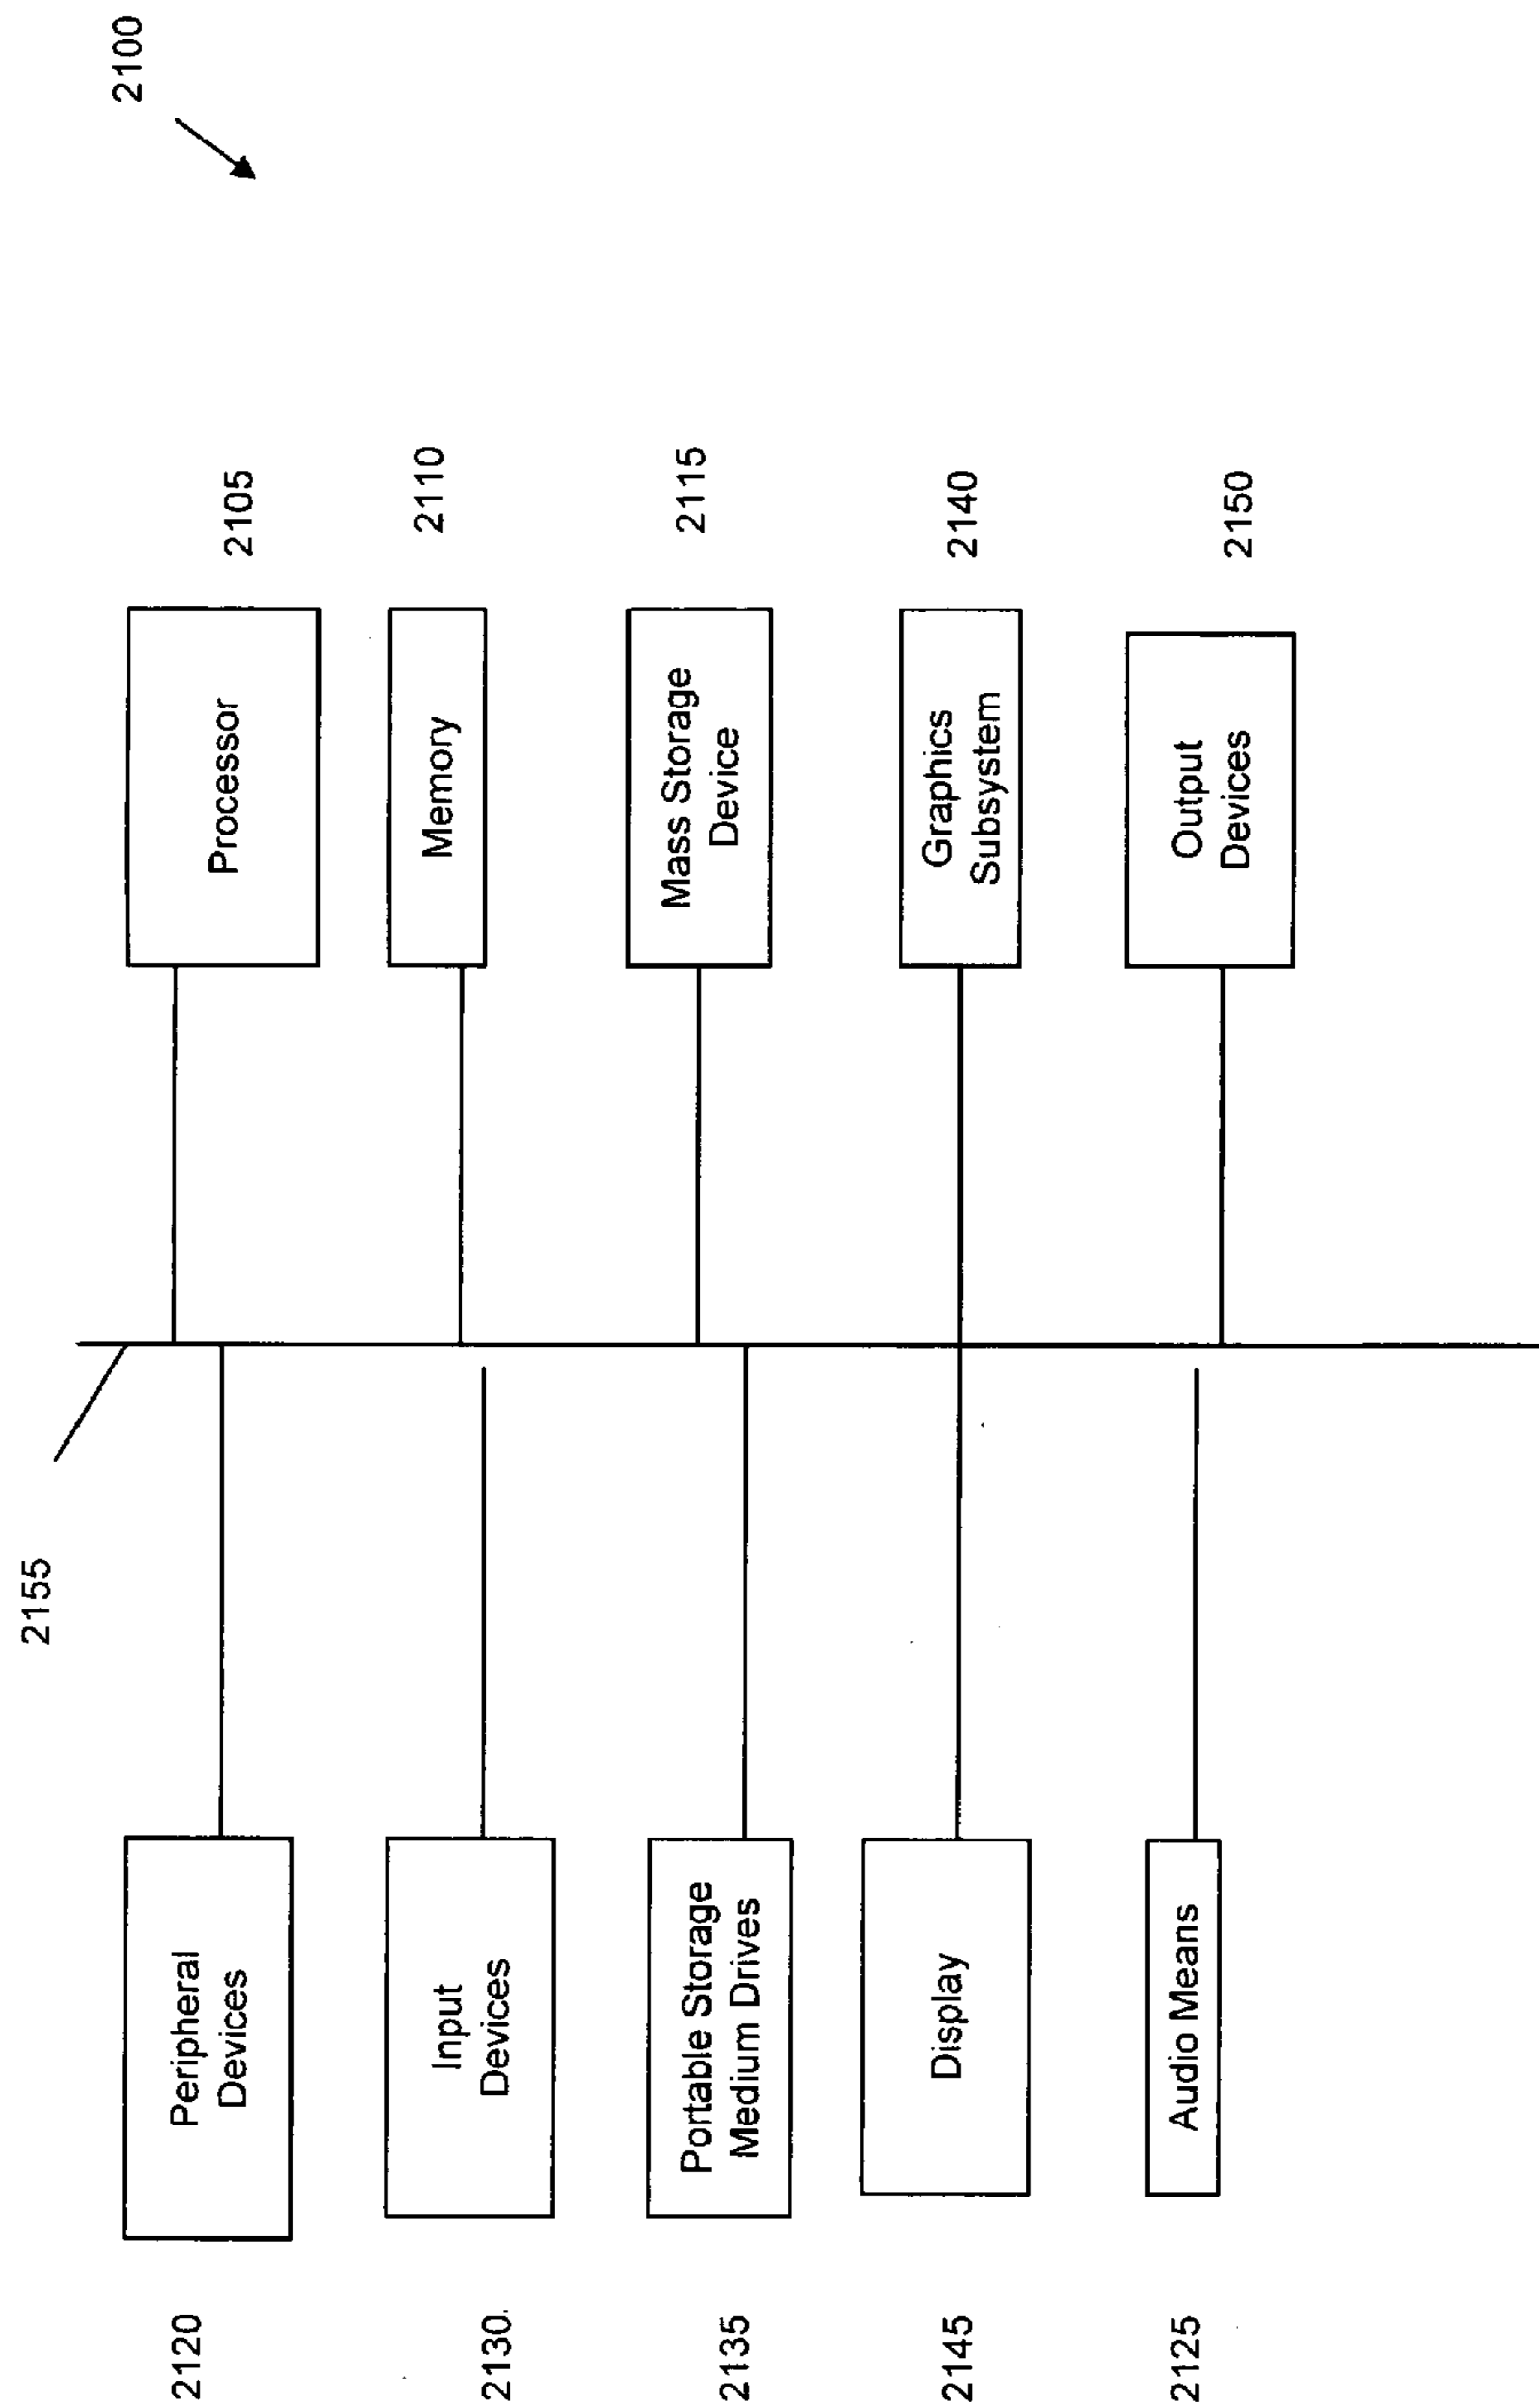 2100
2155
2120
Peripheral
Devices
Processor
2105
2130
Input
Devices
Memory
2110
2135
Portable Storage
Medium Drives
Mass Storage
Device
2115
2145
Display
Graphics
Subsystem
2140
2125
Audio Means
Output
Devices
2150